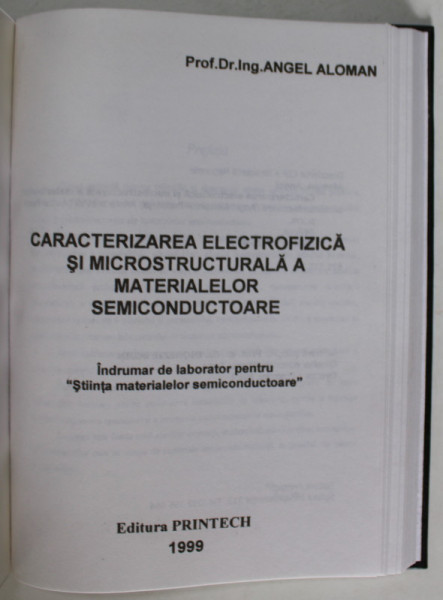 Prof.Dr.Ing.ANGEL ALOMAN
CARACTERIZAREA ELECTROFIZICĂ
ŞI MICROSTRUCTURALĂ A
MATERIALELOR
SEMICONDUCTOARE
Îndrumar de laborator pentru
"Ştiinţa materialelor semiconductoare"
Editura PRINTECH
1999